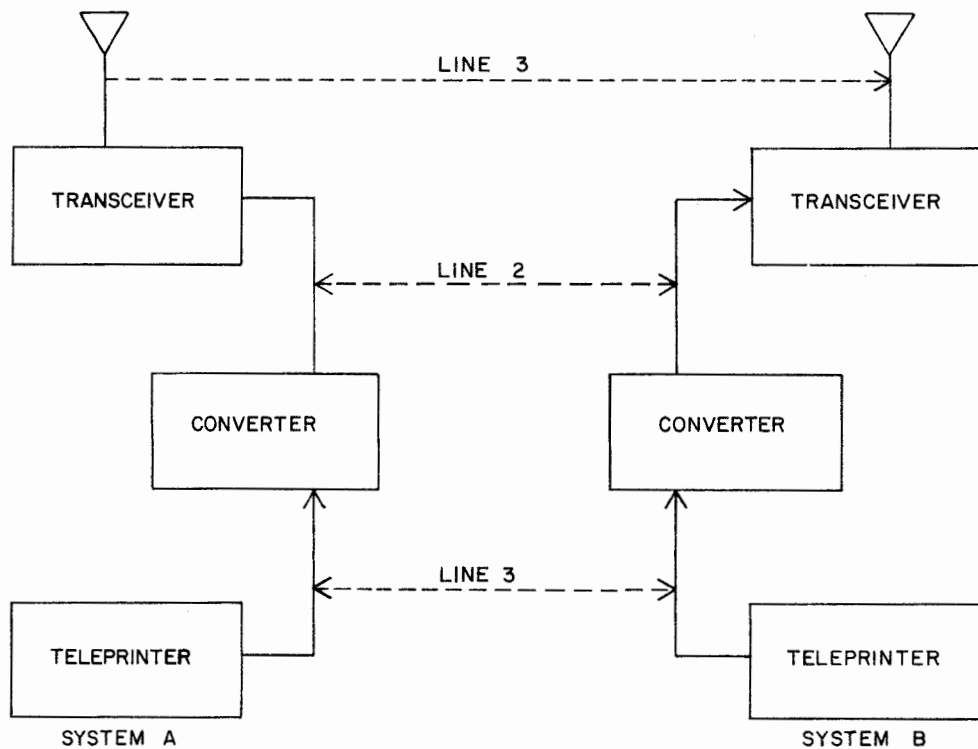 LINE 3
TRANSCEIVER
TRANSCEIVER
LINE 2
CONVERTER
CONVERTER
LINE 3
TELEPRINTER
TELEPRINTER
SYSTEM A
SYSTEM B